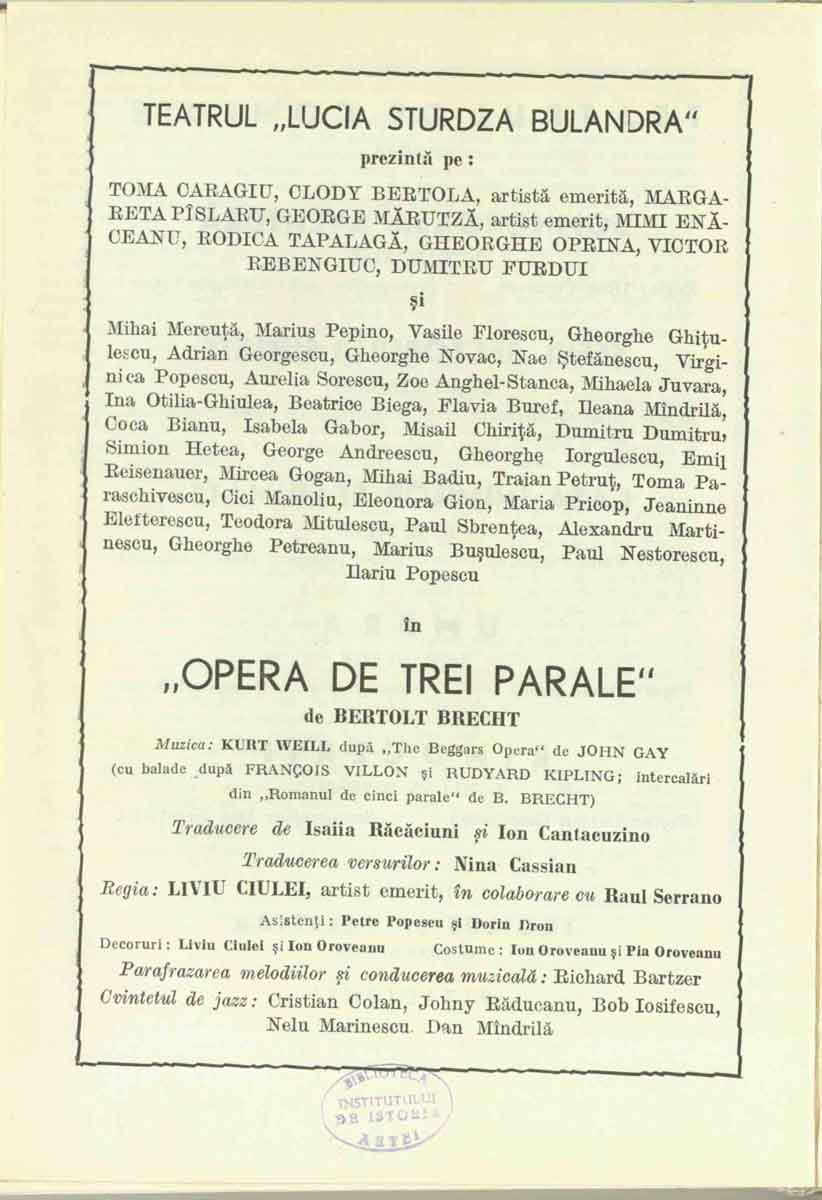 TEATRUL „LUCIA STURDZA BULANDRA“
prezintă pe :
TOMA CARAGIU, CLODY BERTOLA, artistă emerită, MARGA-
RETA PÎSLARU, GEORGE MĂRUTZĂ, artist emerit, MIMI ENĂ-
CEANU, RODICA TAPALAGĂ, GHEORGHE OPRINA, VICTOR
REBENGIUC, DUMITRU FURDUI
și
Mihai Mereuță, Marius Pepino, Vasile Florescu, Gheorghe Ghițu-
lescu, Adrian Georgescu, Gheorghe Novac, Nae Ștefănescu, Virgi-
nica Popescu, Aurelia Sorescu, Zoe Anghel-Stanca, Mihaela Juvara,
Ina Otilia-Ghiulea, Beatrice Biega, Flavia Buref, Ileana Mîndrilă,
Coca Bianu, Isabela Gabor, Misail Chiriță, Dumitru Dumitru,
Simion Hetea, George Andreescu, Gheorghe Iorgulescu, Emil
Reisenauer, Mircea Gogan, Mihai Badiu, Traian Petruț, Toma Pa-
raschivescu, Cici Manoliu, Eleonora Gion, Maria Pricop, Jeaninne
Elefterescu, Teodora Mitulescu, Paul Sbrențea, Alexandru Marti-
nescu, Gheorghe Petreanu, Marius Bușulescu, Paul Nestorescu,
Ilariu Popescu
în
„OPERA DE TREI PARALE“
de BERTOLT BRECHT
Muzica: KURT WEILL după „The Beggars Opera“ de JOHN GAY
(cu balade după FRANÇOIS VILLON și RUDYARD KIPLING; intercalări
din „Romanul de cinci parale“ de B. BRECHT)
Traducere de Isaiia Răcăciuni și Ion Cantacuzino
Traducerea versurilor: Nina Cassian
Regia: LIVIU CIULEI, artist emerit, în colaborare cu Raul Serrano
Asistenți : Petre Popescu și Dorin Dron
Decoruri : Liviu Ciulei și Ion Oroveanu Costume : Ion Oroveanu și Pia Oroveanu
Parafrazarea melodiilor și conducerea muzicală : Richard Bartzer
Cvintetul de jazz : Cristian Colan, Johny Răducanu, Bob Iosifescu,
Nelu Marinescu. Dan Mîndrilă
BIBLIOTECA
INSTITUTULUI
DE ISTORIA
ARTEI